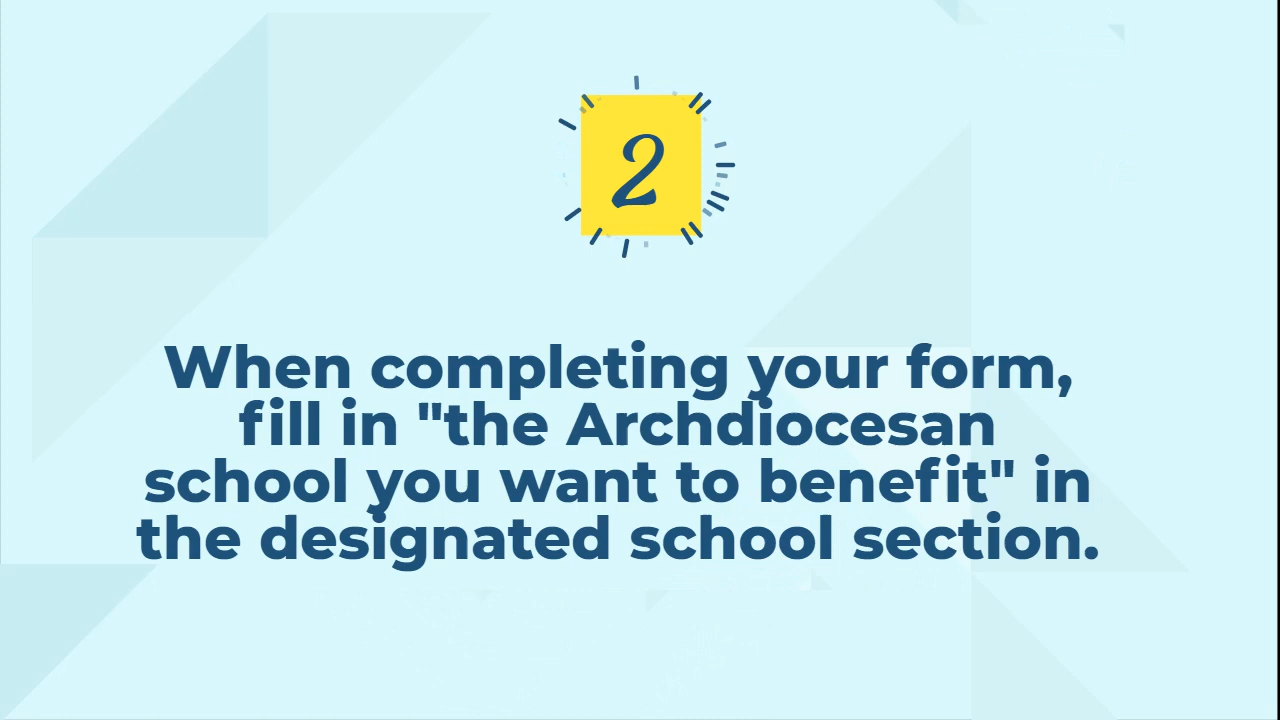 2
When completing your form,
fill in "the Archdiocesan
school you want to benefit" in
the designated school section.